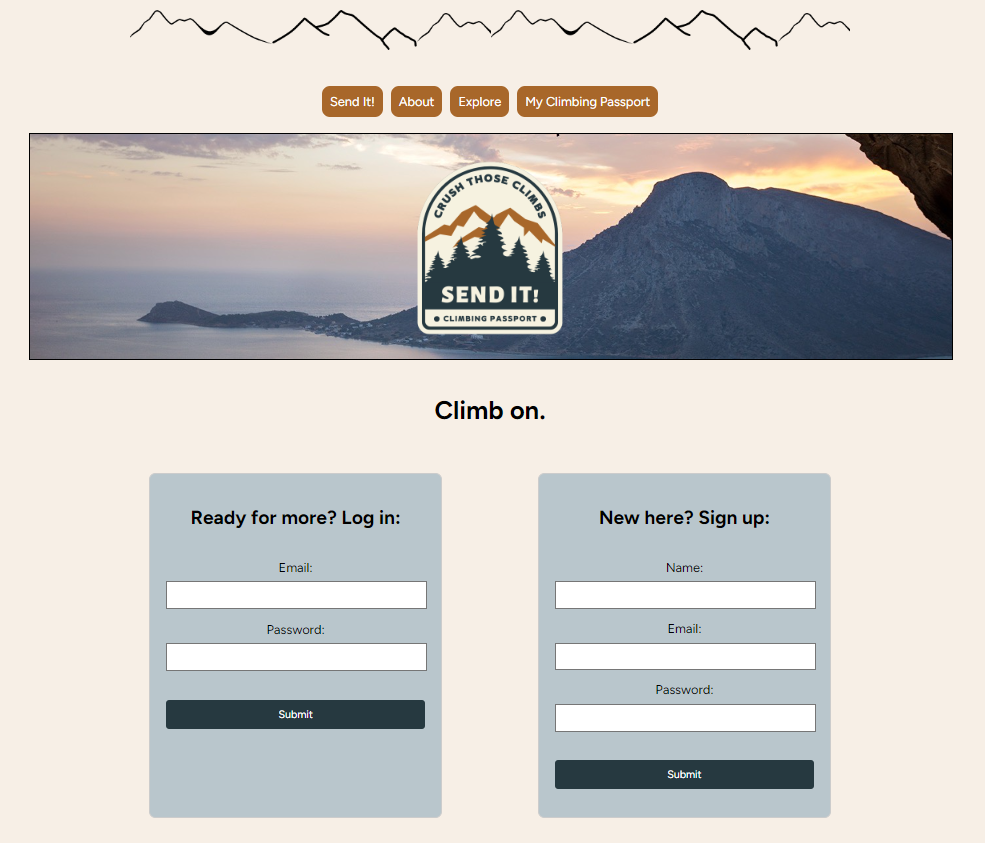 Send It! About Explore My Climbing Passport
CRUSH THOSE CLIMBS
SEND IT!
• CLIMBING PASSPORT •
Climb on.
Ready for more? Log in:
Email:
Password:
Submit
New here? Sign up:
Name:
Email:
Password:
Submit